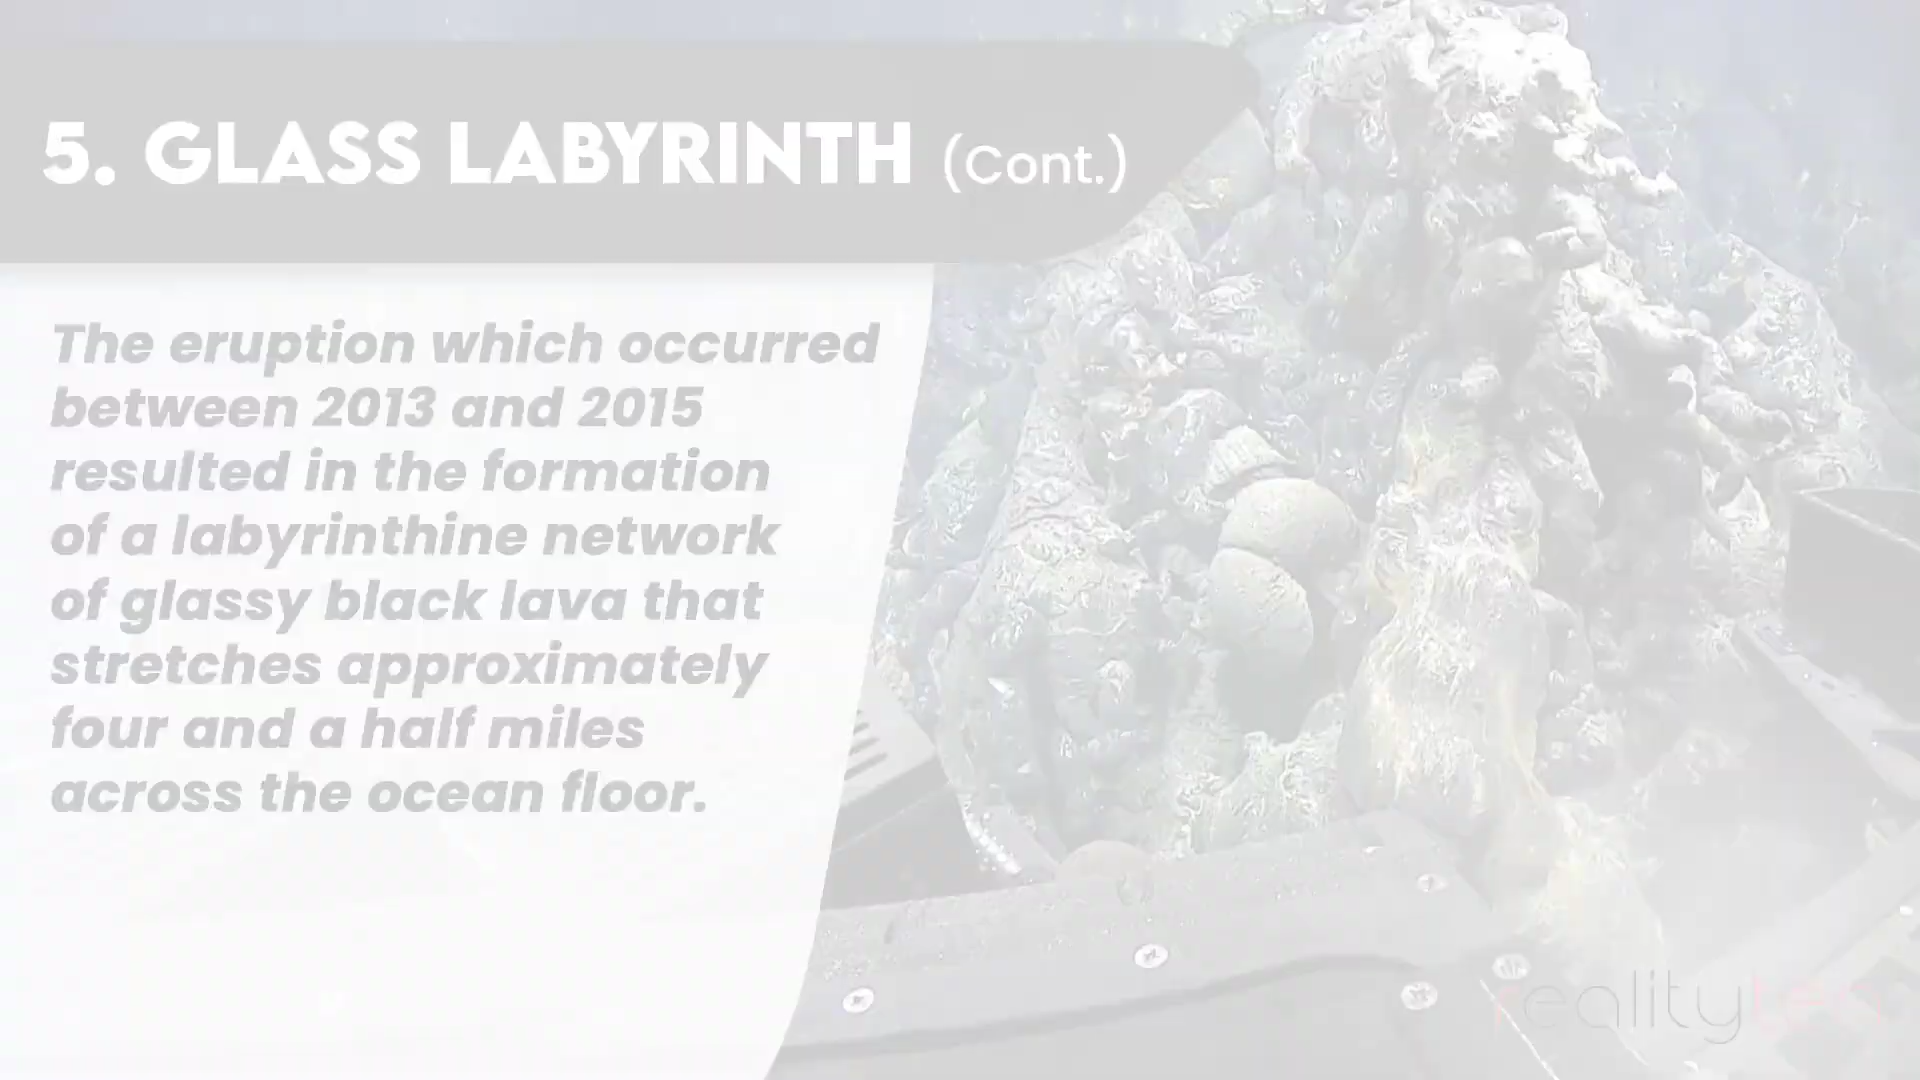 5. GLASS LABYRINTH (Cont.)
The eruption which occurred
between 2013 and 2015
resulted in the formation
of a labyrinthine network
of glassy black lava that
stretches approximately
four and a half miles
across the ocean floor.
realityten